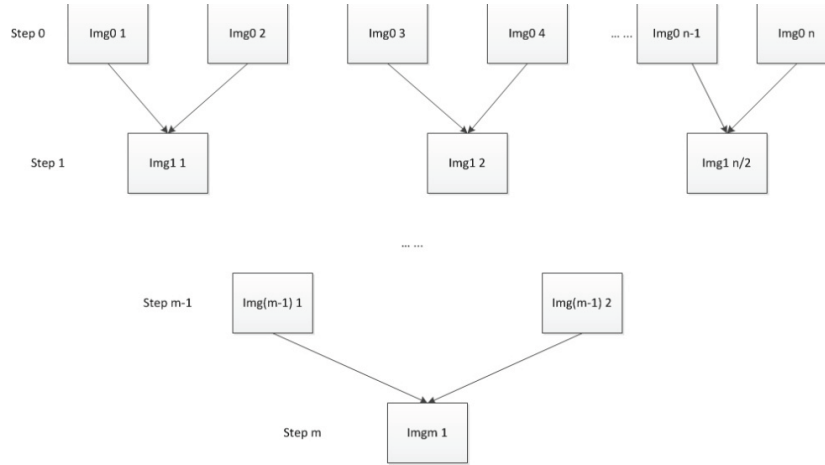 Step 0 Img0 1 Img0 2 Img0 3 Img0 4 ... ... Img0 n-1 Img0 n
Step 1 Img1 1 Img1 2 Img1 n/2
... ...
Step m-1 Img(m-1) 1 Img(m-1) 2
Step m Imgm 1